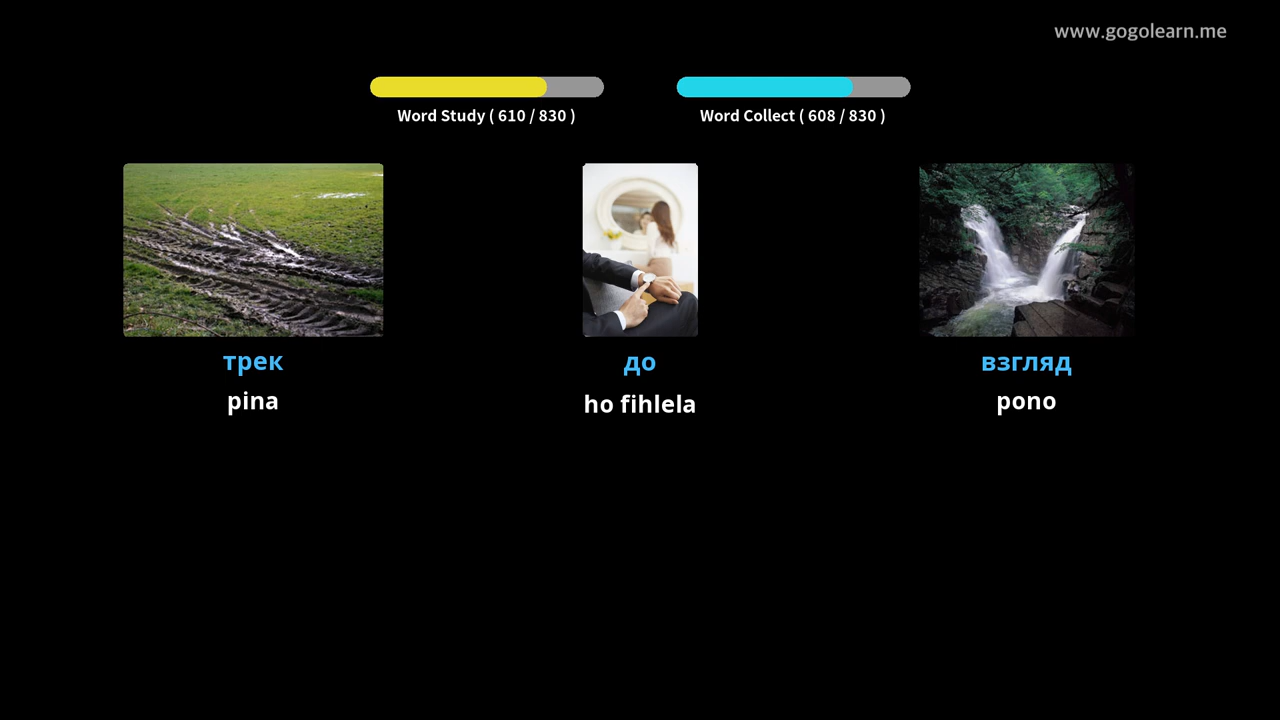 www.gogolearn.me
Word Study ( 610 / 830 )
Word Collect ( 608 / 830 )
трек
до
взгляд
pina
ho fihlela
pono